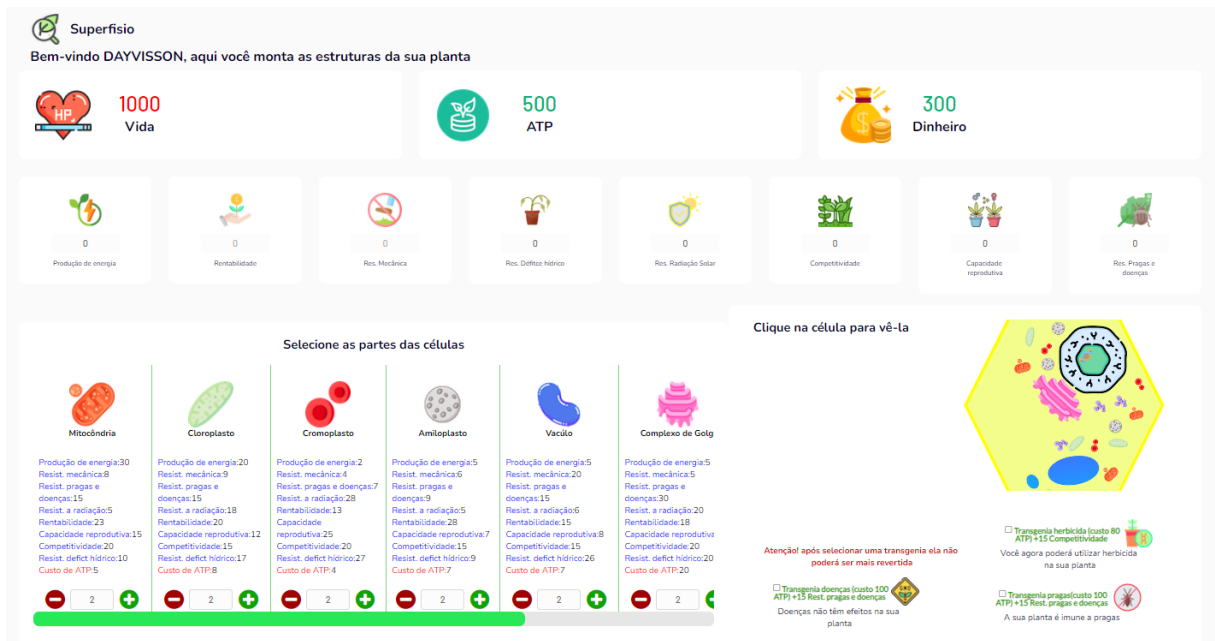 Superfisio
Bem-vindo DAYVISSON, aqui você monta as estruturas da sua planta
HP
1000
Vida
500
ATP
300
Dinheiro
0
Produção de energia
0
Rentabilidade
0
Res. Mecânica
0
Res. Défitce hídrico
0
Res. Radiação Solar
0
Competitividade
0
Capacidade
reprodutiva
0
Res. Pragas e
doenças
Selecione as partes das células
Mitocôndria
Produção de energia:30
Resist. mecânica:8
Resist. pragas e
doenças:15
Resist. a radiação:5
Rentabilidade:23
Capacidade reprodutiva:15
Competitividade:20
Resist. defict hídrico:10
Custo de ATP:5
2
Cloroplasto
Produção de energia:20
Resist. mecânica:9
Resist. pragas e
doenças:15
Resist. a radiação:18
Rentabilidade:20
Capacidade reprodutiva:12
Competitividade:15
Resist. defict hídrico:17
Custo de ATP:8
2
Cromoplasto
Produção de energia:2
Resist. mecânica:4
Resist. pragas e doenças:7
Resist. a radiação:28
Rentabilidade:13
Capacidade
reprodutiva:25
Competitividade:20
Resist. defict hídrico:27
Custo de ATP:4
2
Amiloplasto
Produção de energia:5
Resist. mecânica:6
Resist. pragas e
doenças:9
Resist. a radiação:5
Rentabilidade:28
Capacidade reprodutiva:7
Competitividade:15
Resist. defict hídrico:9
Custo de ATP:7
2
Vacúlo
Produção de energia:5
Resist. mecânica:20
Resist. pragas e
doenças:15
Resist. a radiação:6
Rentabilidade:15
Capacidade reprodutiva:8
Competitividade:15
Resist. defict hídrico:26
Custo de ATP:7
2
Complexo de Golg
Produção de energia:5
Resist. mecânica:5
Resist. pragas e
doenças:30
Resist. a radiação:20
Rentabilidade:18
Capacidade reprodutiva
Competitividade:20
Resist. defict hídrico:20
Custo de ATP:20
2
Clique na célula para vê-la
Atenção! após selecionar uma transgenia ela não
poderá ser mais revertida
Transgenia herbicida (custo 80
ATP) +15 Competitividade
Você agora poderá utilizar herbicida
na sua planta
Transgenia doenças (custo 100
ATP) +15 Rest. pragas e doenças
Doenças não têm efeitos na sua
planta
Transgenia pragas(custo 100
ATP) +15 Rest. pragas e doenças
A sua planta é imune a pragas